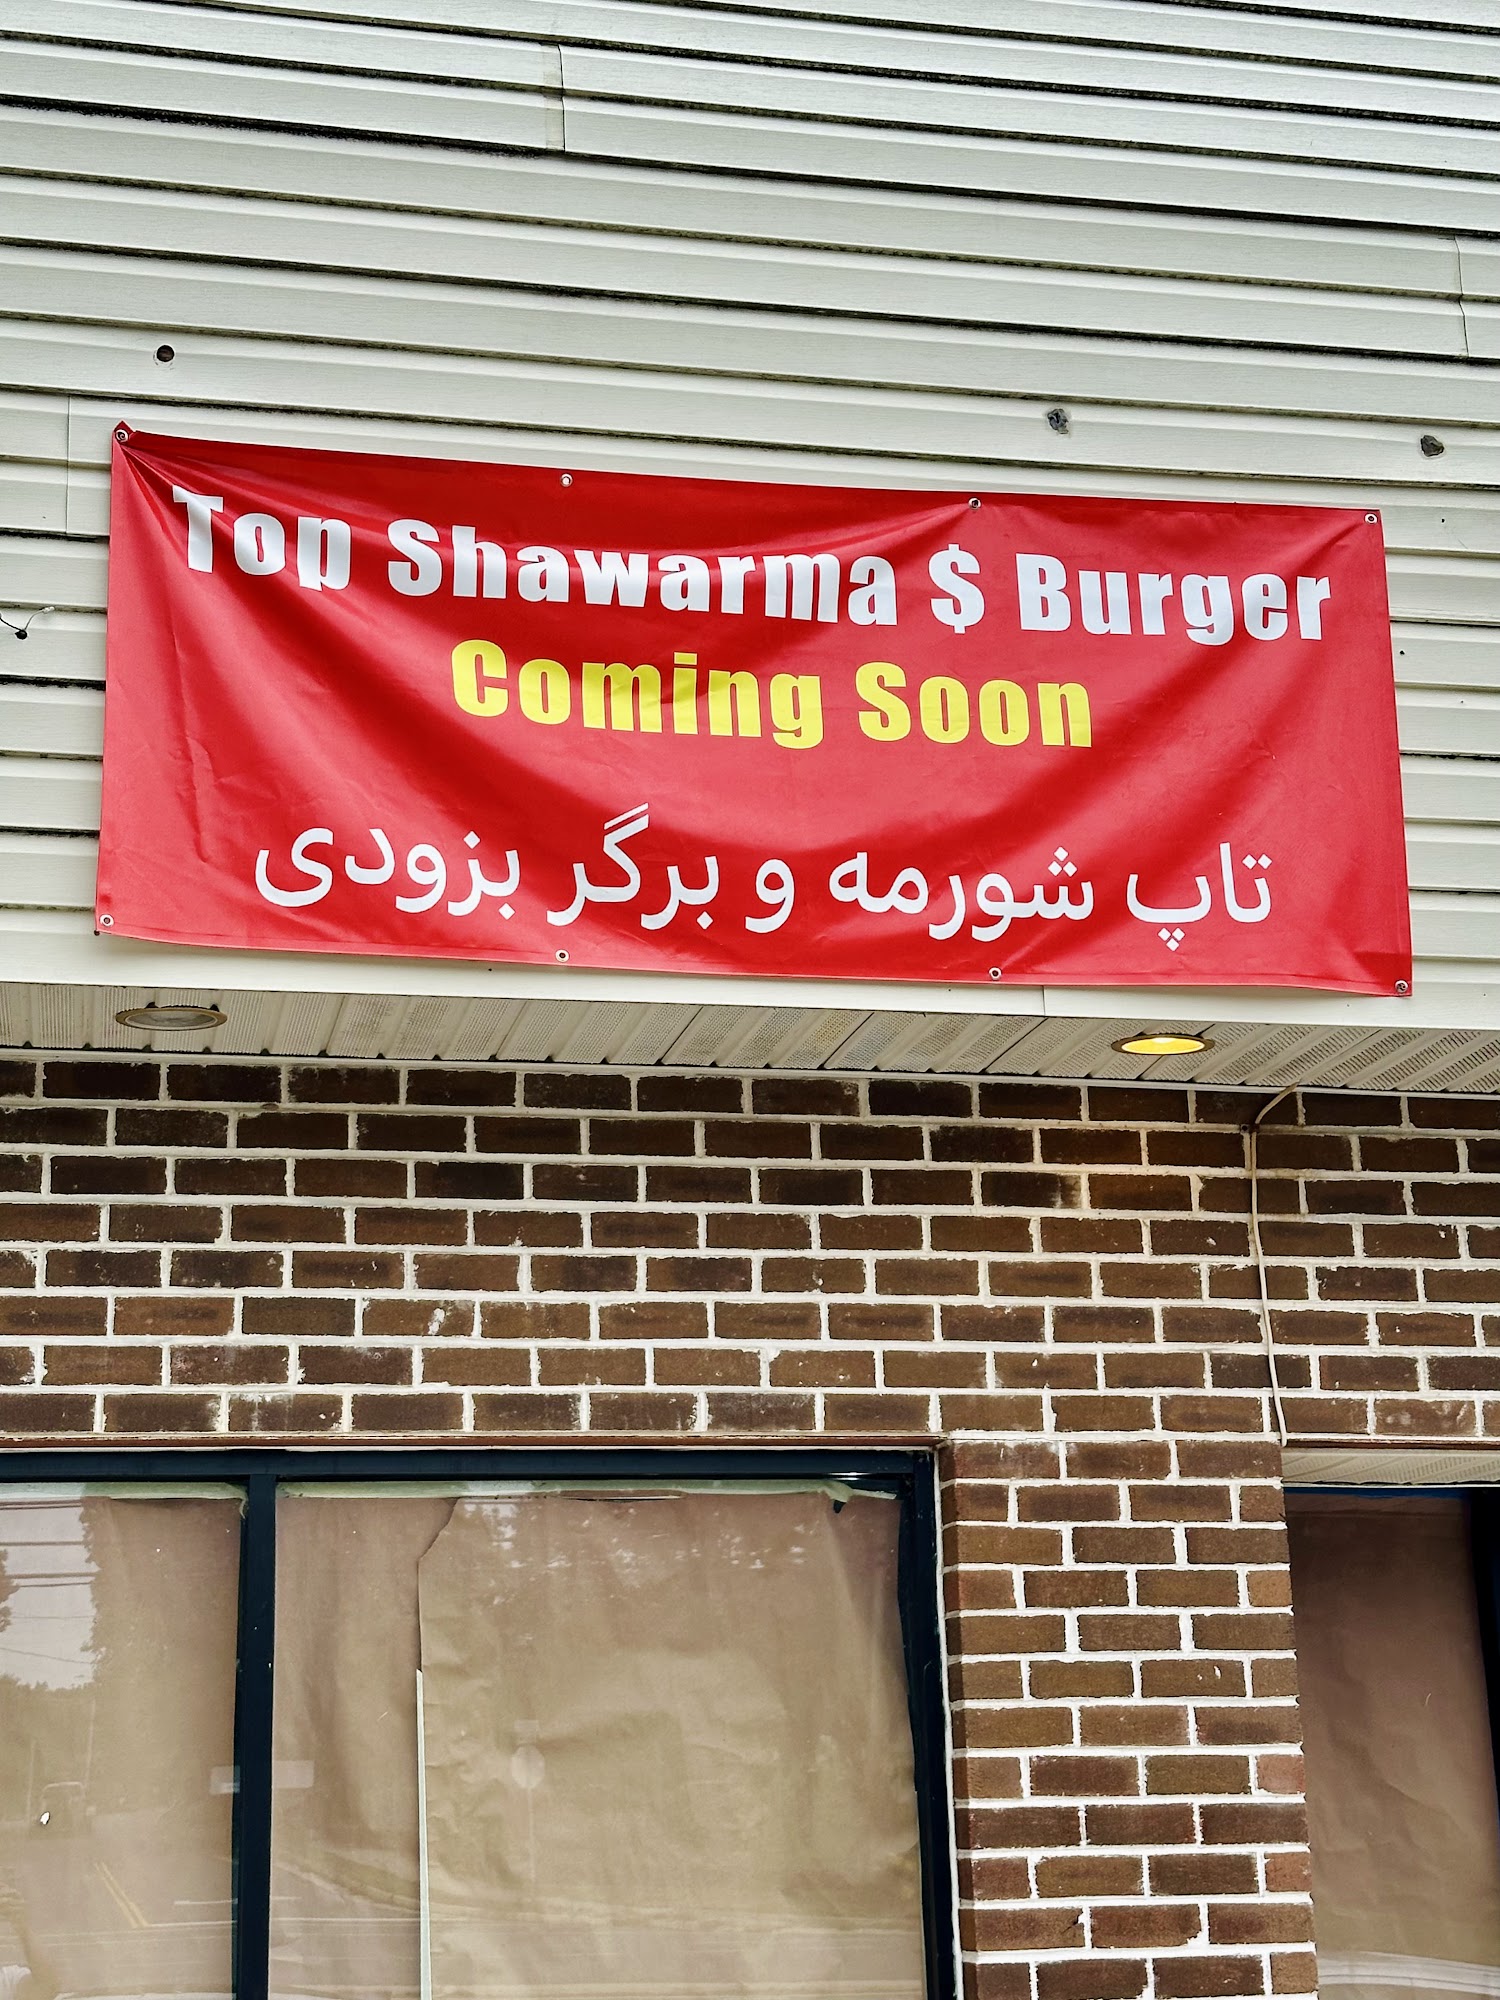 Top Shawarma $ Burger
Coming Soon
تاپ شورمه و برگر بزودی